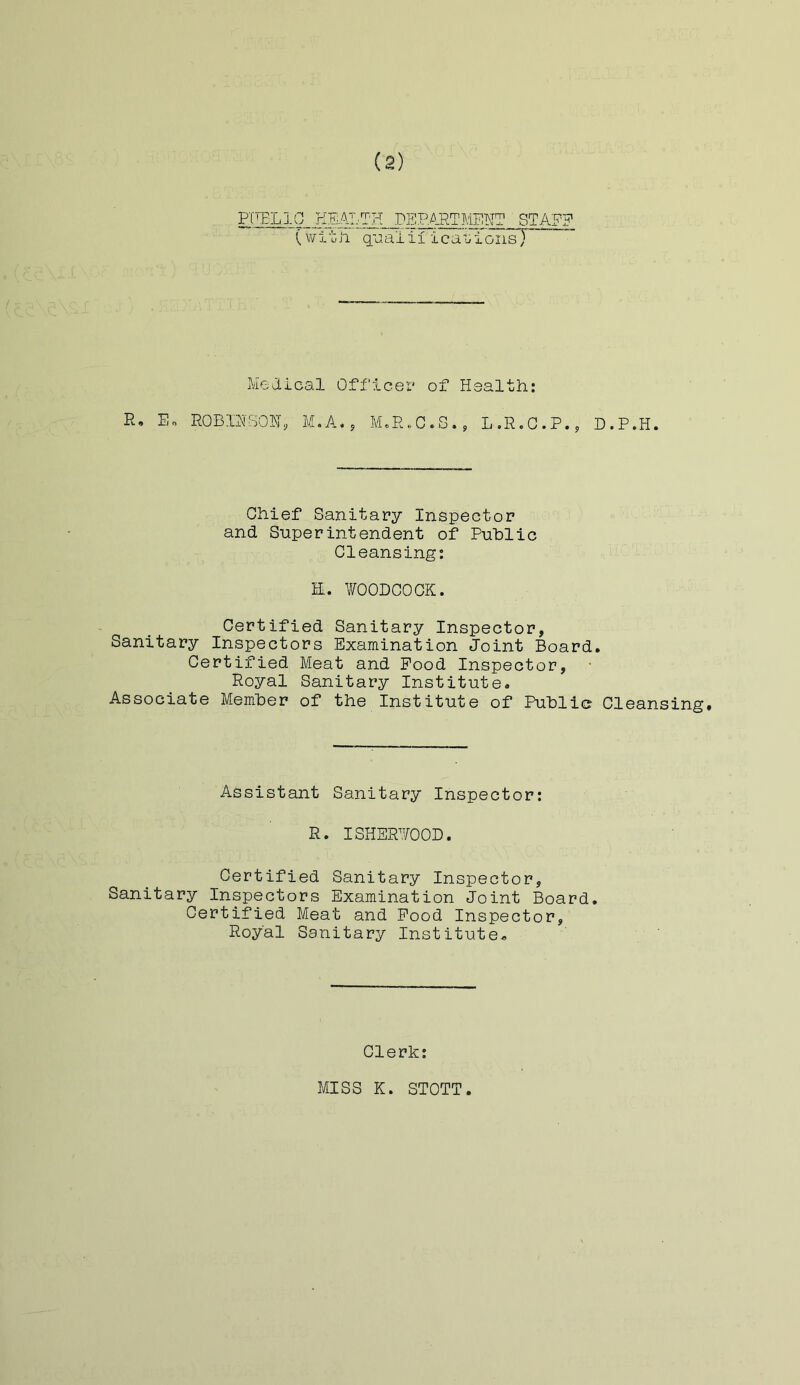 (2)
PUBLIC HEALTH DEPARTMENT STAFF
(with qualifications)
Medical Officer of Health:
R. E. ROBINSON, M.A., M.R.C.S., L.R.C.P., D.P.H.
Chief Sanitary Inspector
and Superintendent of Public
Cleansing:
H. WOODCOCK.
Certified Sanitary Inspector,
Sanitary Inspectors Examination Joint Board.
Certified Meat and Food Inspector,
Royal Sanitary Institute.
Associate Member of the Institute of Public Cleansing.
Assistant Sanitary Inspector:
R. ISHERWOOD.
Certified Sanitary Inspector,
Sanitary Inspectors Examination Joint Board.
Certified Meat and Food Inspector,
Royal Sanitary Institute.
Clerk:
MISS K. STOTT.